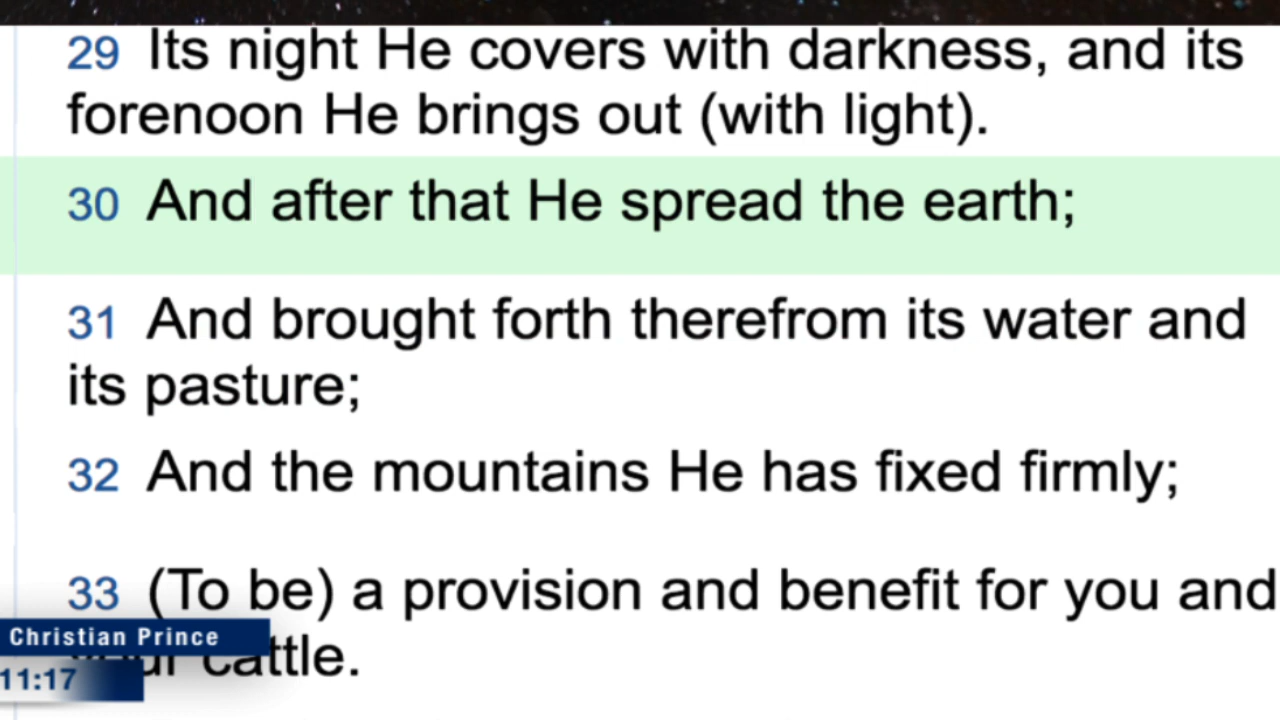 29 Its night He covers with darkness, and its
forenoon He brings out (with light).
30 And after that He spread the earth;
31 And brought forth therefrom its water and
its pasture;
32 And the mountains He has fixed firmly;
33 (To be) a provision and benefit for you and
your cattle.
Christian Prince
11:17